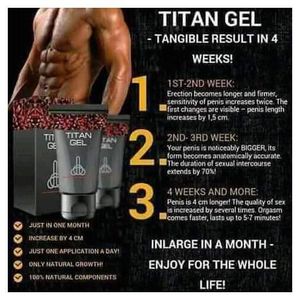 TITAN GEL
- TANGIBLE RESULT IN 4
WEEKS!
1. 1ST-2ND WEEK:
Erection becomes longer and firmer,
sensitivity of penis increases twice. The
first changes are visible – penis length
increases by 1,5 cm.
2. 2ND- 3RD WEEK:
Your penis is noticeably BIGGER, its
form becomes anatomically accurate.
The duration of sexual intercourse
extends by 70%!
3. 4 WEEKS AND MORE:
Penis is 4 cm longer! The quality of sex
is increased by several times. Orgasm
comes faster, lasts up to 5-7 minutes!
INLARGE IN A MONTH -
ENJOY FOR THE WHOLE
LIFE!
TITAN
GEL
TITAN
GEL
JUST IN ONE MONTH
INCREASE BY 4 CM
JUST ONE APPLICATION A DAY!
ONLY NATURAL GROWTH!
100% NATURAL COMPONENTS